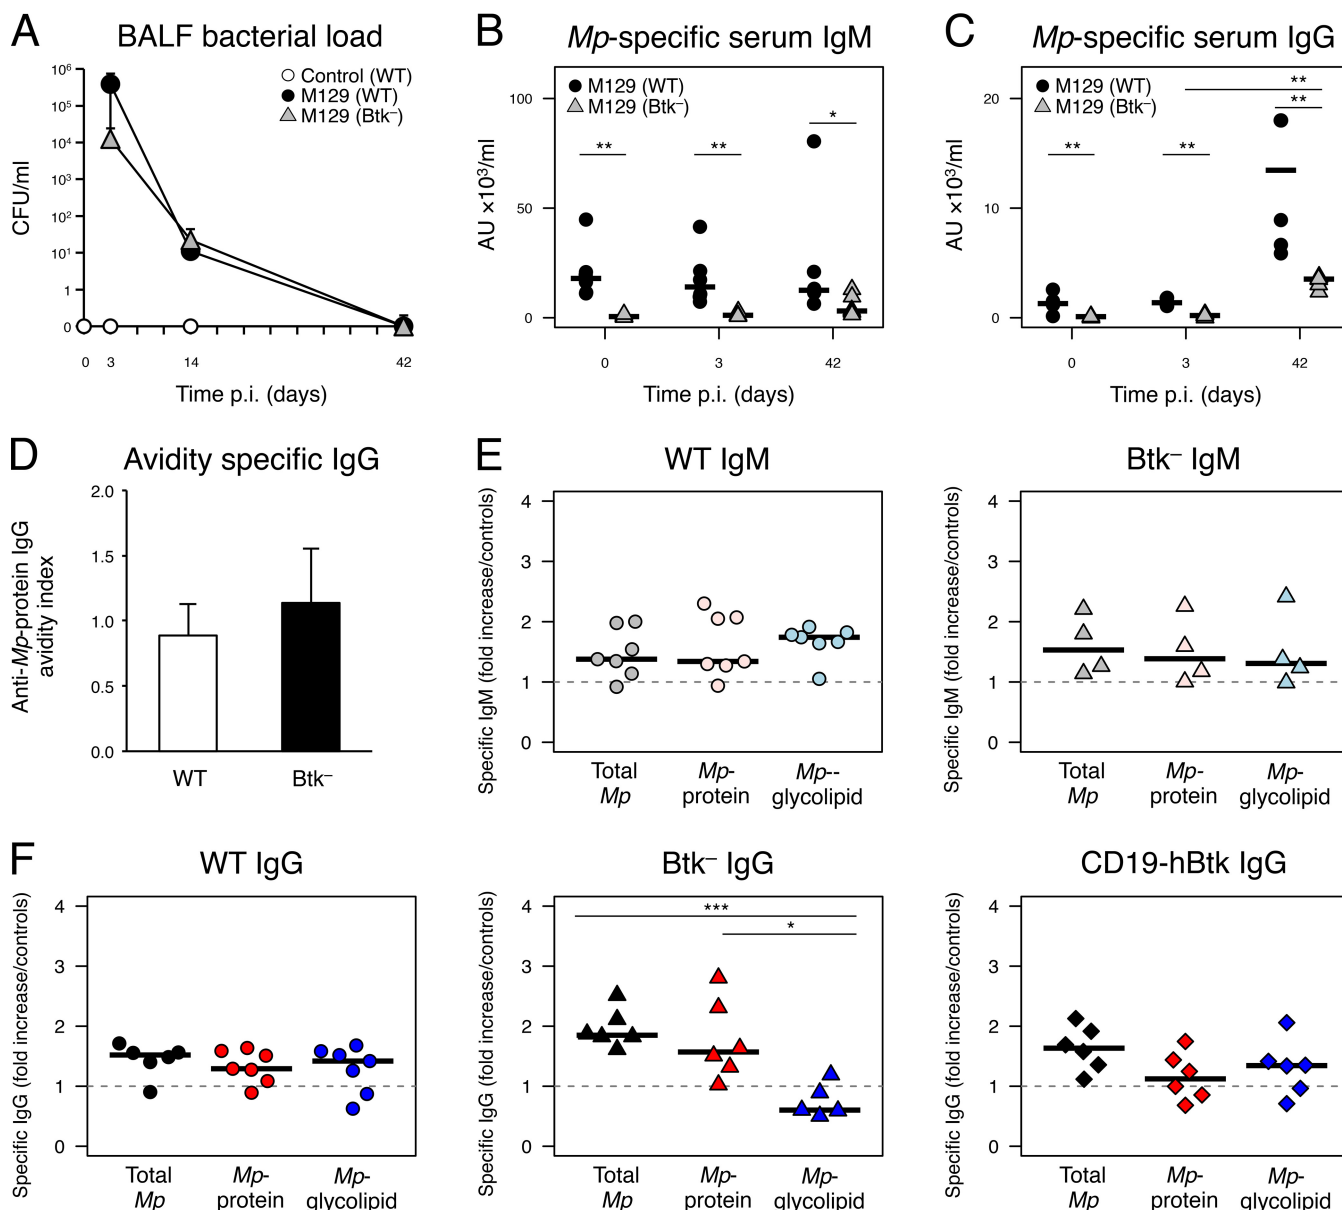 A
BALF bacterial load
CFU/ml
10⁶
10⁵
10⁴
10³
10²
10¹
1
0
Control (WT)
M129 (WT)
M129 (Btk⁻)
0 3 14 42
Time p.i. (days)
B
Mp-specific serum IgM
AU ×10³/ml
100
50
0
M129 (WT)
M129 (Btk⁻)
** ** *
0 3 42
Time p.i. (days)
C
Mp-specific serum IgG
AU ×10³/ml
20
10
0
M129 (WT)
M129 (Btk⁻)
**
**
** **
0 3 42
Time p.i. (days)
D
Avidity specific IgG
Anti-Mp-protein IgG
avidity index
2.0
1.5
1.0
0.5
0.0
WT Btk⁻
E
WT IgM
Specific IgM (fold increase/controls)
4
3
2
1
0
Total
Mp
Mp-
protein
Mp--
glycolipid
Btk⁻ IgM
Specific IgM (fold increase/controls)
4
3
2
1
0
Total
Mp
Mp-
protein
Mp-
glycolipid
F
WT IgG
Specific IgG (fold increase/controls)
4
3
2
1
0
Total
Mp
Mp-
protein
Mp-
glycolipid
Btk⁻ IgG
Specific IgG (fold increase/controls)
4
3
2
1
0
***
*
Total
Mp
Mp-
protein
Mp-
glycolipid
CD19-hBtk IgG
Specific IgG (fold increase/controls)
4
3
2
1
0
Total
Mp
Mp-
protein
Mp-
glycolipid